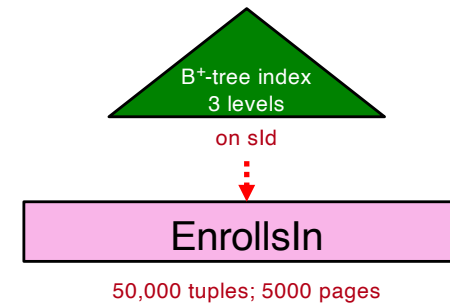 B⁺-tree index
3 levels
on sId
EnrollsIn
50,000 tuples; 5000 pages